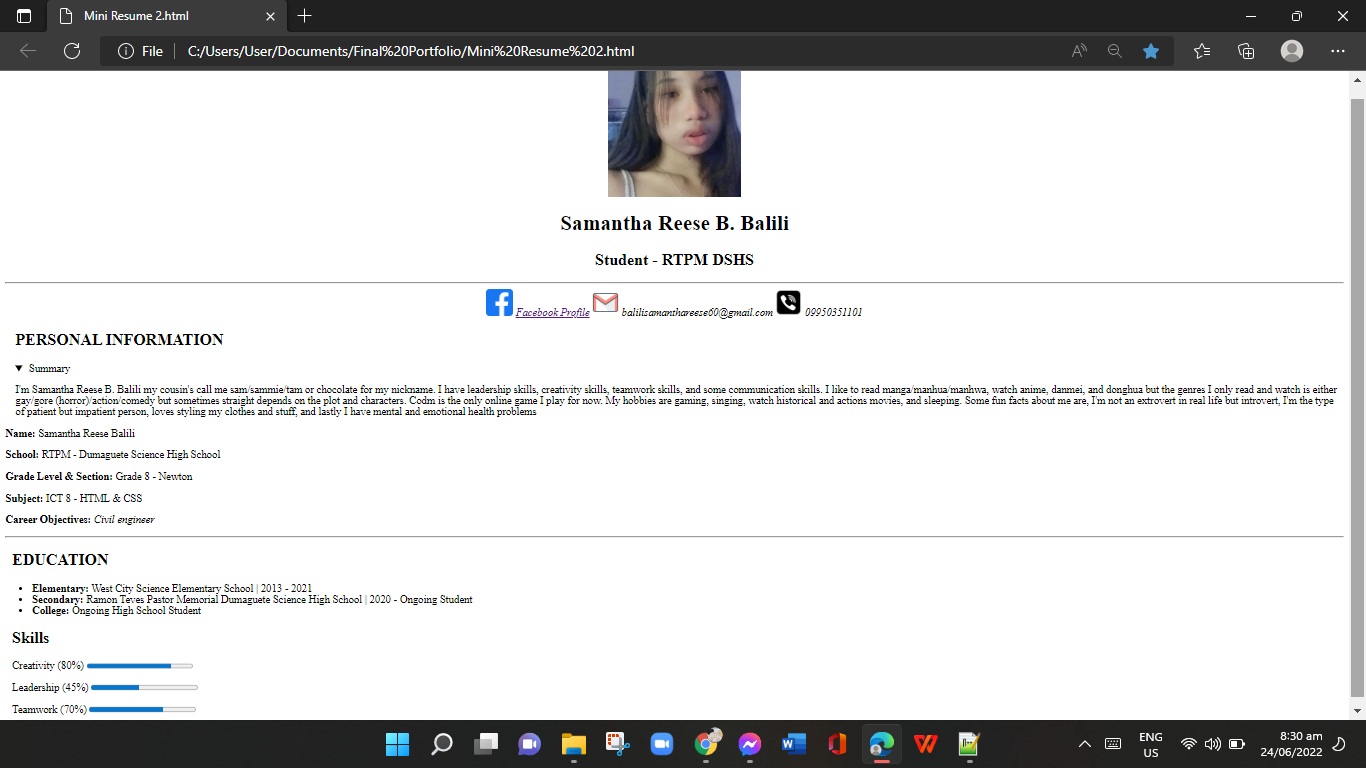 Mini Resume 2.html
File
C:/Users/User/Documents/Final%20Portfolio/Mini%20Resume%202.html
Samantha Reese B. Balili
Student - RTPM DSHS
Facebook Profile balilisamanthareese60@gmail.com 09950351101
PERSONAL INFORMATION
Summary
I'm Samantha Reese B. Balili my cousin's call me sam/sammie/tam or chocolate for my nickname. I have leadership skills, creativity skills, teamwork skills, and some communication skills. I like to read manga/manhua/manhwa, watch anime, danmei, and donghua but the genres I only read and watch is either
gay/gore (horror)/action/comedy but sometimes straight depends on the plot and characters. Codm is the only online game I play for now. My hobbies are gaming, singing, watch historical and actions movies, and sleeping. Some fun facts about me are, I'm not an extrovert in real life but introvert, I'm the type
of patient but impatient person, loves styling my clothes and stuff, and lastly I have mental and emotional health problems
Name: Samantha Reese Balili
School: RTPM - Dumaguete Science High School
Grade Level & Section: Grade 8 - Newton
Subject: ICT 8 - HTML & CSS
Career Objectives: Civil engineer
EDUCATION
Elementary: West City Science Elementary School | 2013 - 2021
Secondary: Ramon Teves Pastor Memorial Dumaguete Science High School | 2020 - Ongoing Student
College: Ongoing High School Student
Skills
Creativity (80%)
Leadership (45%)
Teamwork (70%)
ENG
US
8:30 am
24/06/2022